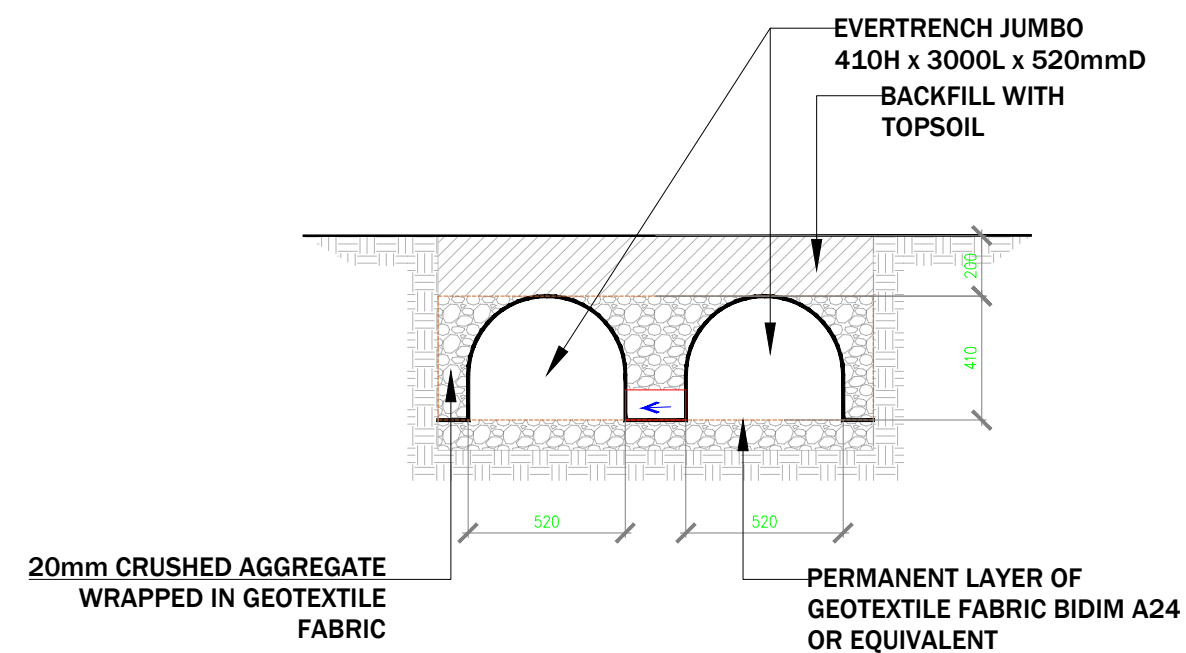 EVERTRENCH JUMBO
410H x 3000L x 520mmD
BACKFILL WITH
TOPSOIL
200
410
520
520
20mm CRUSHED AGGREGATE
WRAPPED IN GEOTEXTILE
FABRIC
PERMANENT LAYER OF
GEOTEXTILE FABRIC BIDIM A24
OR EQUIVALENT